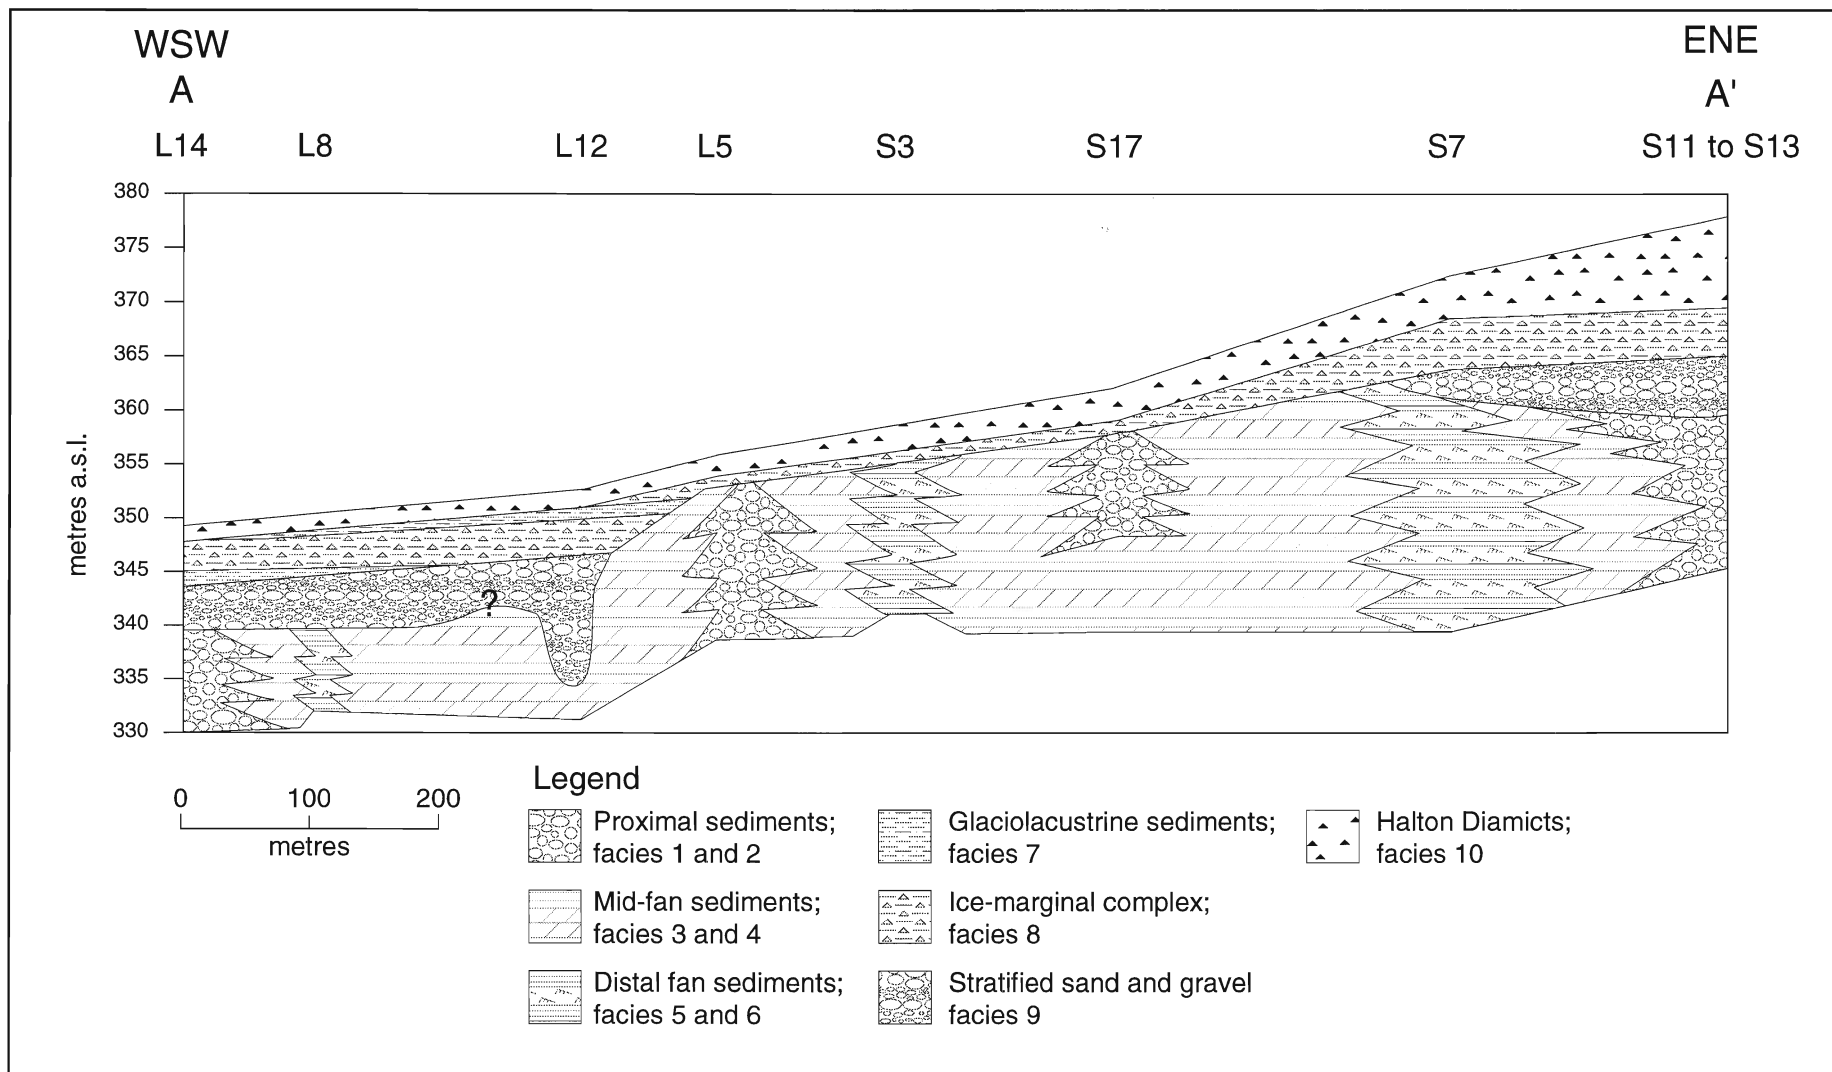 WSW
ENE
A
A'
L14
L8
L12
L5
S3
S17
S7
S11 to S13
380
375
370
365
360
355
350
345
340
335
330
metres a.s.l.
?
0 100 200
metres
Legend
Proximal sediments;
facies 1 and 2
Mid-fan sediments;
facies 3 and 4
Distal fan sediments;
facies 5 and 6
Glaciolacustrine sediments;
facies 7
Ice-marginal complex;
facies 8
Stratified sand and gravel
facies 9
Halton Diamicts;
facies 10